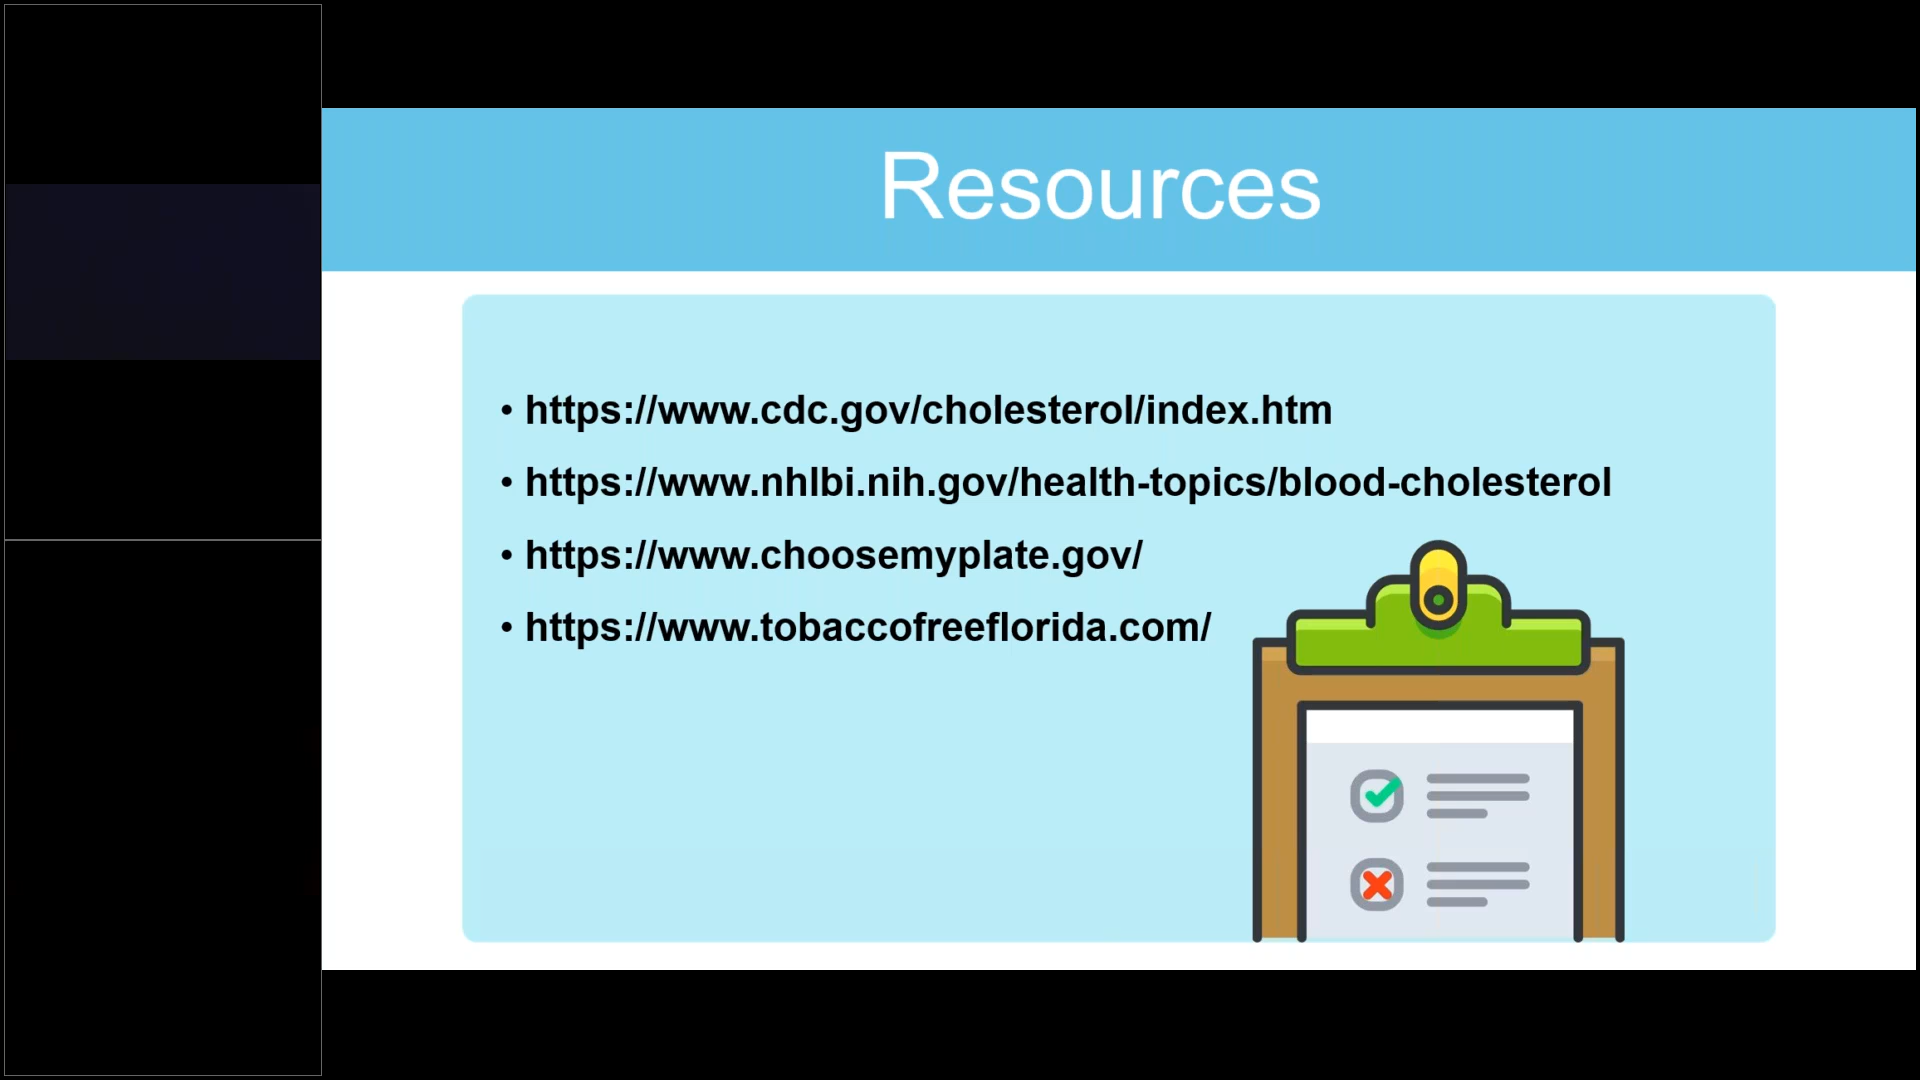 Resources
• https://www.cdc.gov/cholesterol/index.htm
• https://www.nhlbi.nih.gov/health-topics/blood-cholesterol
• https://www.choosemyplate.gov/
• https://www.tobaccofreeflorida.com/